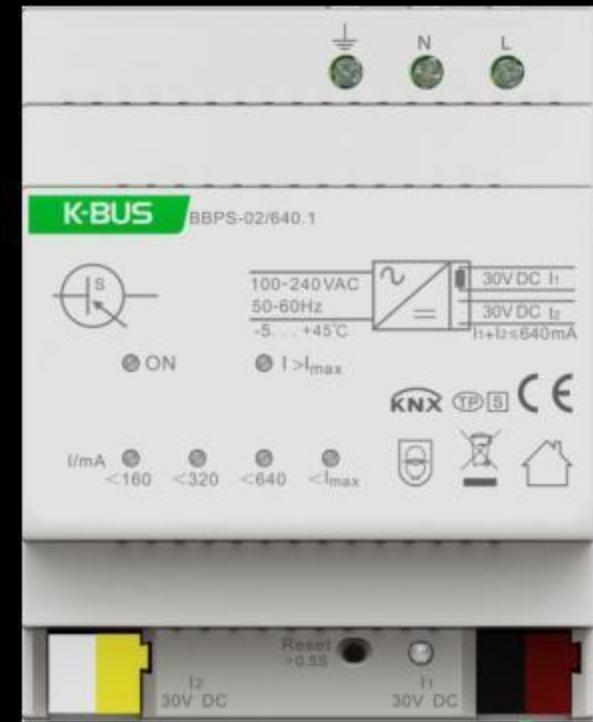 N L
K-BUS BBPS-02/640.1
S
100-240VAC 30V DC I1
50-60Hz 30V DC I2
-5...+45℃ I1+I2≤640mA
ON I>Imax
KNX TP S CE
I/mA <160 <320 <640 <Imax
Reset
>0.5S
I2 I1
30V DC 30V DC